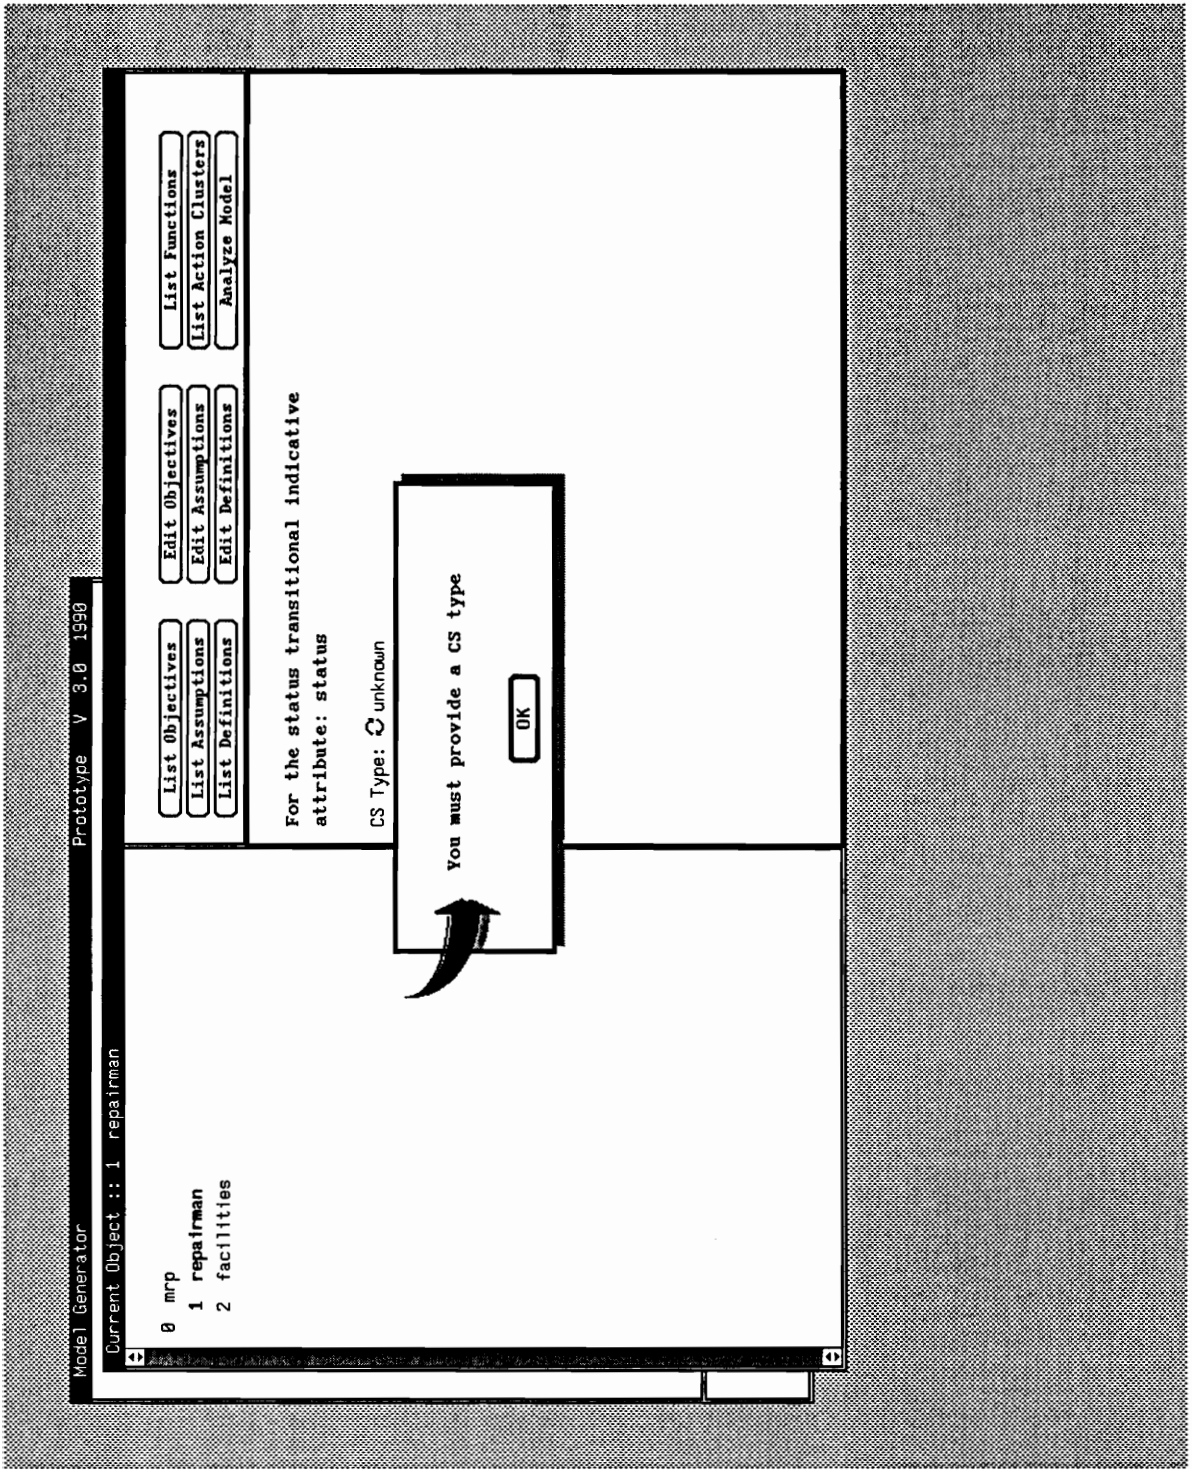 Model Generator Prototype V 3.0 1990
Current Object :: 1 repairman
0 mrp
1 repairman
2 facilities
List Objectives Edit Objectives List Functions
List Assumptions Edit Assumptions List Action Clusters
List Definitions Edit Definitions Analyze Model
For the status transitional indicative
attribute: status
CS Type: unknown
You must provide a CS type
OK